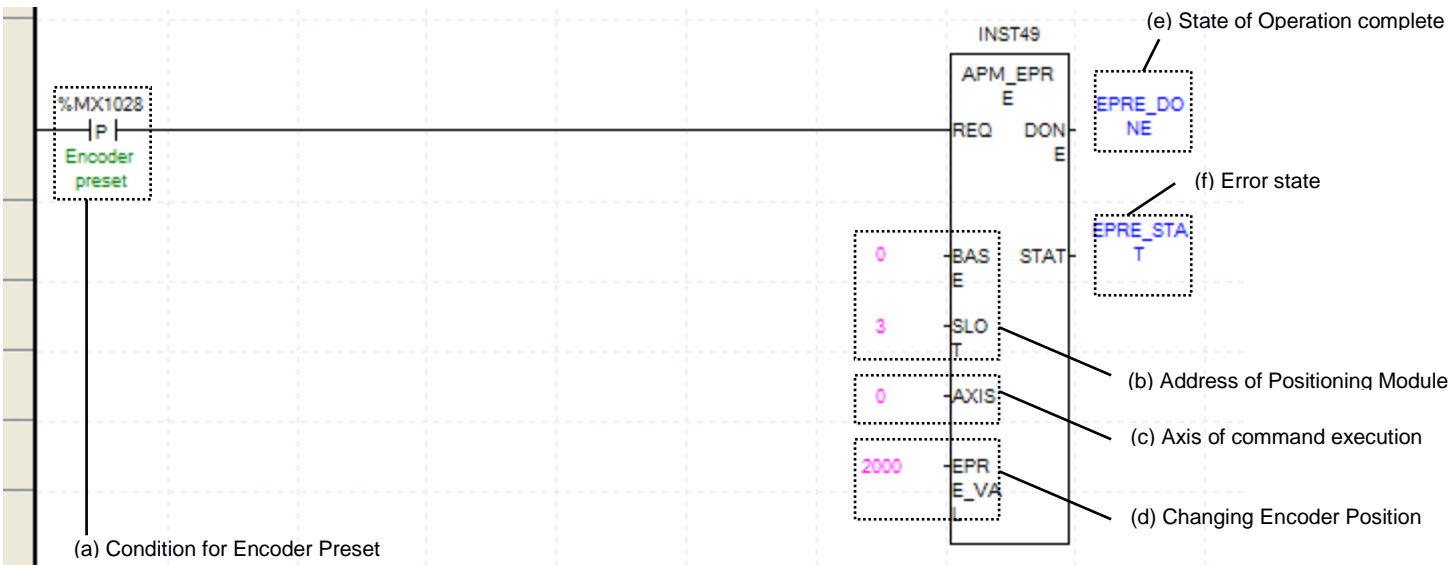 (e) State of Operation complete
INST49
APM_EPR
E
%MX1028
P
Encoder
preset
REQ
DON
E
EPRE_DO
NE
(f) Error state
0
BAS
E
STAT
EPRE_STA
T
3
SLO
T
(b) Address of Positioning Module
0
AXIS
(c) Axis of command execution
2000
EPR
E_VA
L
(d) Changing Encoder Position
(a) Condition for Encoder Preset